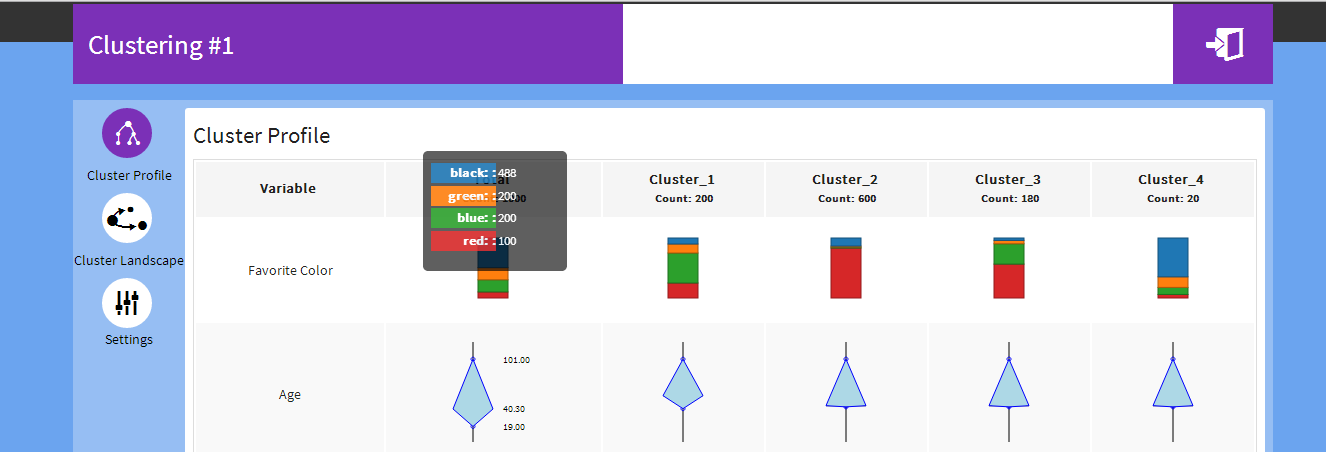 Clustering #1
Cluster Profile
Cluster Landscape
Settings
Cluster Profile
Variable
Cluster_1
Count: 200
Cluster_2
Count: 600
Cluster_3
Count: 180
Cluster_4
Count: 20
black: : 488
green: : 200
blue: : 200
red: : 100
Favorite Color
Age
101.00
40.30
19.00